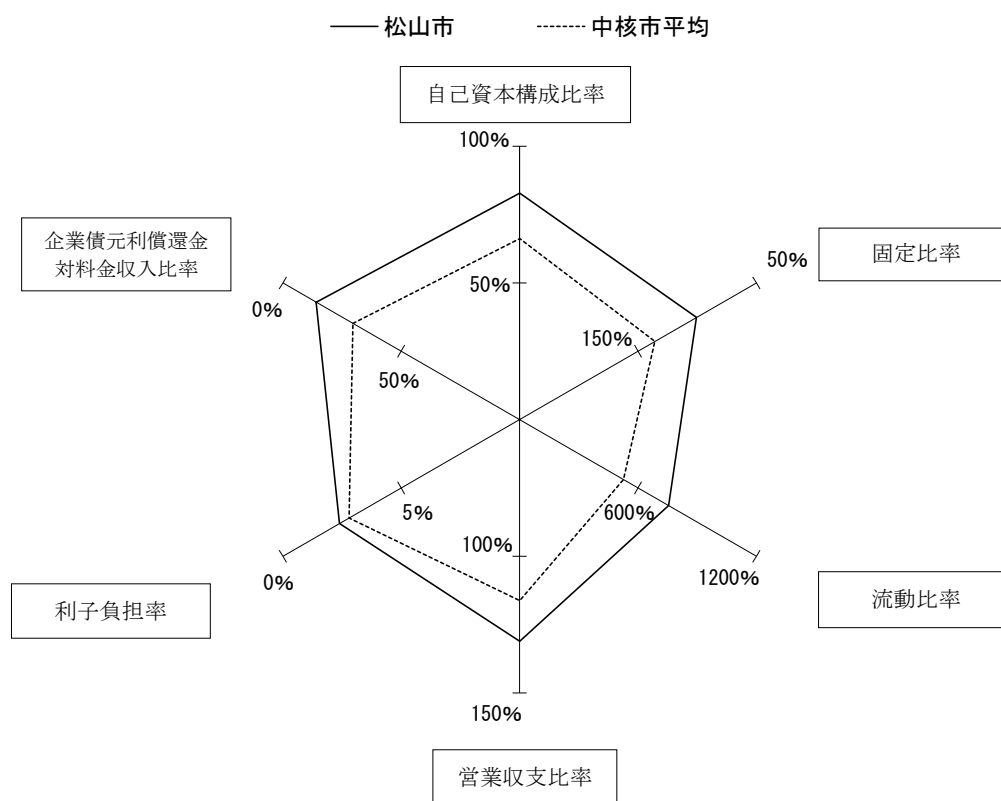 松山市
中核市平均
自己資本構成比率
100%
50%
企業債元利償還金
対料金収入比率
0%
50%
固定比率
50%
150%
利子負担率
0%
5%
流動比率
600%
1200%
100%
150%
営業収支比率